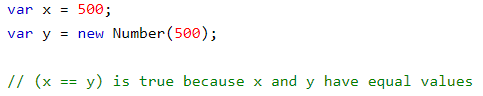 var x = 500;
var y = new Number(500);
// (x == y) is true because x and y have equal values